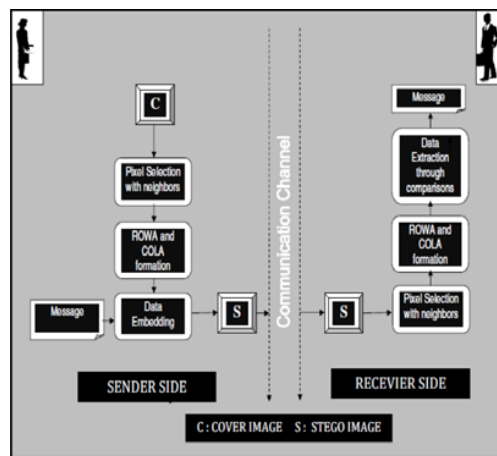 C
Pixel Selection
with neighbors
ROWA and
COLA
formation
Message
Data
Embedding
S
SENDER SIDE
Communication Channel
Message
Data
Extraction
through
comparisons
ROWA and
COLA
formation
S
Pixel Selection
with neighbors
RECEVIER SIDE
C : COVER IMAGE S : STEGO IMAGE